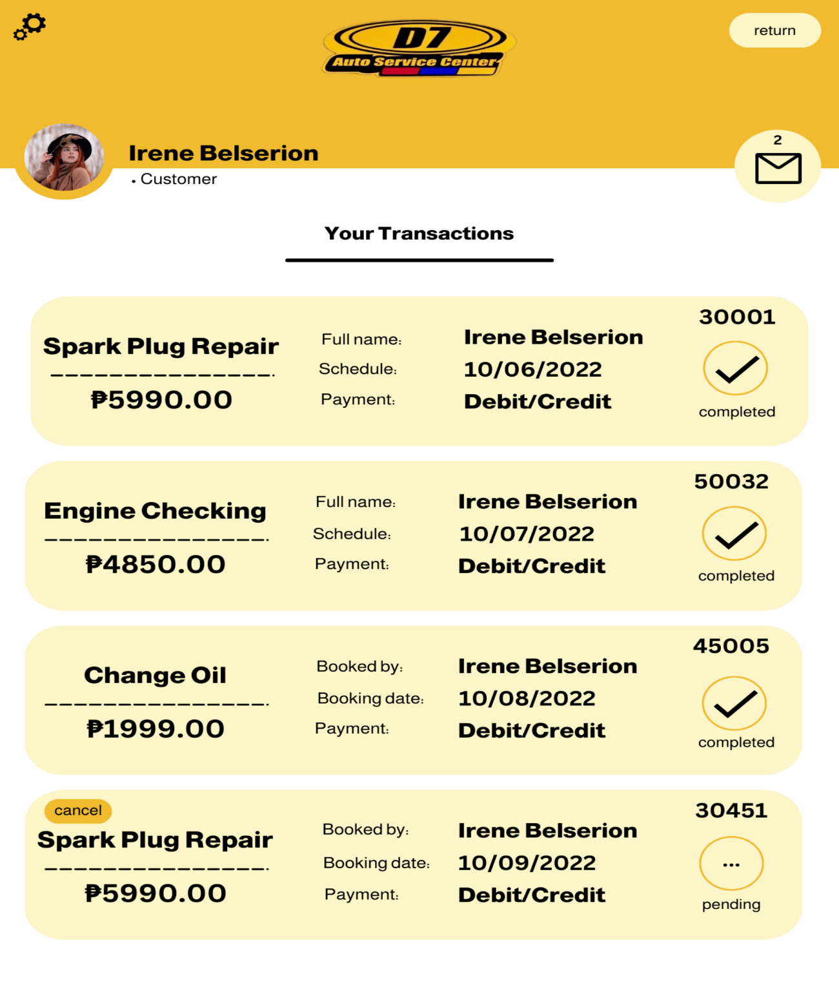 D7
Auto Service Center
return
2
Irene Belserion
• Customer
Your Transactions
30001
Spark Plug Repair
Full name: Irene Belserion
Schedule: 10/06/2022
₱5990.00
Payment: Debit/Credit
completed
50032
Engine Checking
Full name: Irene Belserion
Schedule: 10/07/2022
₱4850.00
Payment: Debit/Credit
completed
45005
Change Oil
Booked by: Irene Belserion
Booking date: 10/08/2022
₱1999.00
Payment: Debit/Credit
completed
cancel
30451
Spark Plug Repair
Booked by: Irene Belserion
Booking date: 10/09/2022
...
₱5990.00
Payment: Debit/Credit
pending